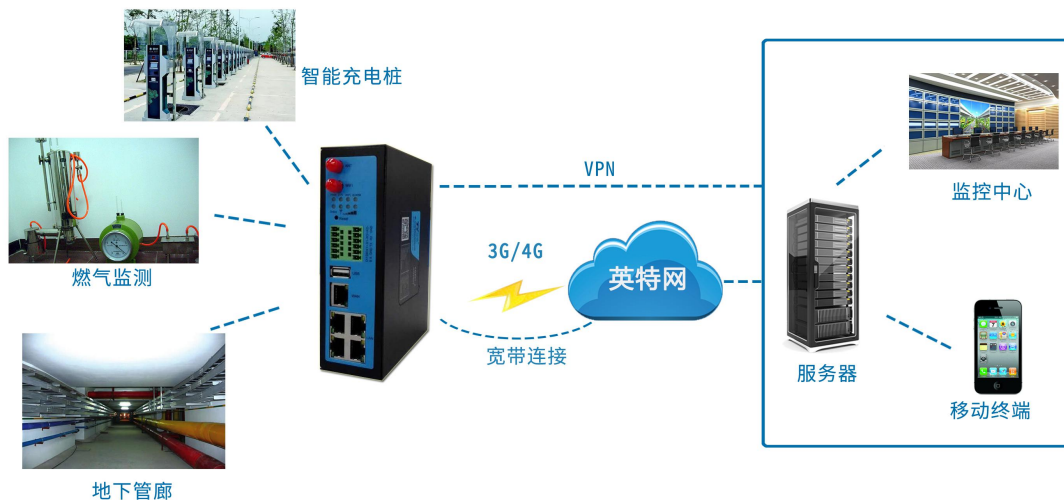 智能充电桩
燃气监测
地下管廊
VPN
3G/4G
英特网
宽带连接
服务器
监控中心
移动终端